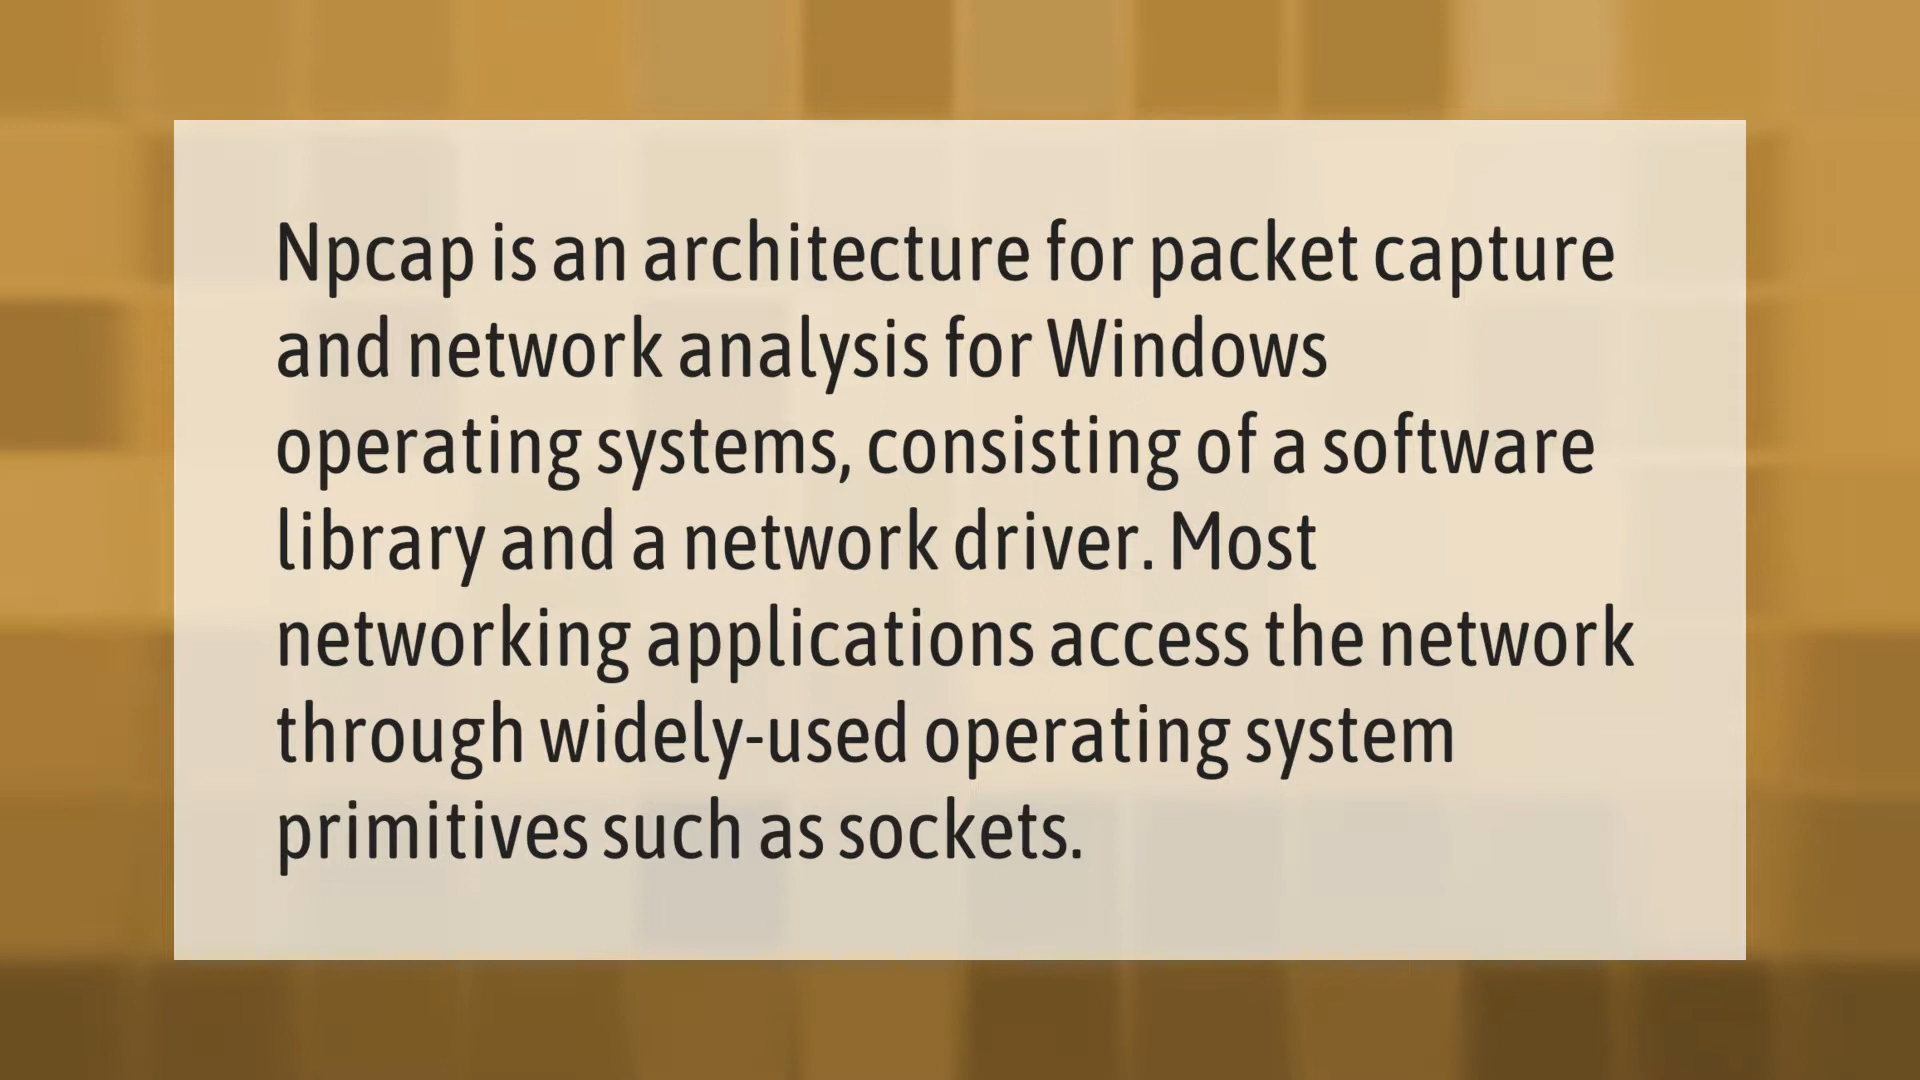 Npcap is an architecture for packet capture
and network analysis for Windows
operating systems, consisting of a software
library and a network driver. Most
networking applications access the network
through widely-used operating system
primitives such as sockets.